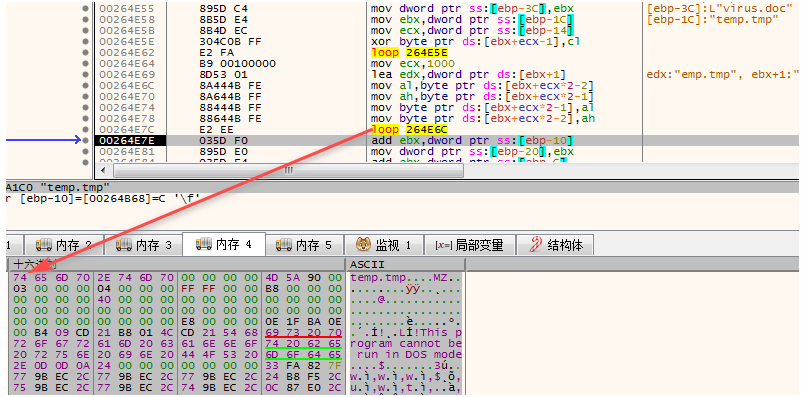 00264E55 895D C4 mov dword ptr ss:[ebp-3C],ebx [ebp-3C]:L"virus.doc"
00264E58 8B5D E4 mov ebx,dword ptr ss:[ebp-1C] [ebp-1C]:"temp.tmp"
00264E5B 8B4D EC mov ecx,dword ptr ss:[ebp-14]
00264E5E 304C0B FF xor byte ptr ds:[ebx+ecx-1],cl
00264E62 E2 FA loop 264E5E
00264E64 B9 00100000 mov ecx,1000
00264E69 8D53 01 lea edx,dword ptr ds:[ebx+1] edx:"emp.tmp", ebx+1:"
00264E6C 8A444B FE mov al,byte ptr ds:[ebx+ecx*2-2]
00264E70 8A644B FF mov ah,byte ptr ds:[ebx+ecx*2-1]
00264E74 88444B FF mov byte ptr ds:[ebx+ecx*2-1],al
00264E78 88644B FE mov byte ptr ds:[ebx+ecx*2-2],ah
00264E7C E2 EE loop 264E6C
00264E7E 035D F0 add ebx,dword ptr ss:[ebp-10]
00264E81 895D E0 mov dword ptr ss:[ebp-20],ebx
A1C0 "temp.tmp"
r [ebp-10]=[00264B68]=C '\f'
1 内存 2 内存 3 内存 4 内存 5 监视 1 [x=] 局部变量 结构体
十六进制 ASCII
74 65 6D 70 2E 74 6D 70 00 00 00 00 4D 5A 90 00 temp.tmp....MZ..
03 00 00 00 04 00 00 00 FF FF 00 00 B8 00 00 00 ........ÿÿ..¸...
00 00 00 00 40 00 00 00 00 00 00 00 00 00 00 00 ....@...........
00 00 00 00 00 00 00 00 00 00 00 00 00 00 00 00 ................
00 00 00 00 00 00 00 00 E8 00 00 00 0E 1F BA 0E ........è.....º.
00 B4 09 CD 21 B8 01 4C CD 21 54 68 69 73 20 70 .´.Í!¸.LÍ!This p
72 6F 67 72 61 6D 20 63 61 6E 6E 6F 74 20 62 65 rogram cannot be
20 72 75 6E 20 69 6E 20 44 4F 53 20 6D 6F 64 65 run in DOS mode
2E 0D 0D 0A 24 00 00 00 00 00 00 00 33 FA 82 7F ....$.......3ú..
77 9B EC 2C 77 9B EC 2C 77 9B EC 2C 24 B8 F5 2C w.ì,w.ì,w.ì,$¸õ,
75 9B EC 2C 77 9B EC 2C 74 9B EC 2C 0C 87 E0 2C u.ì,w.ì,t.ì,..à,